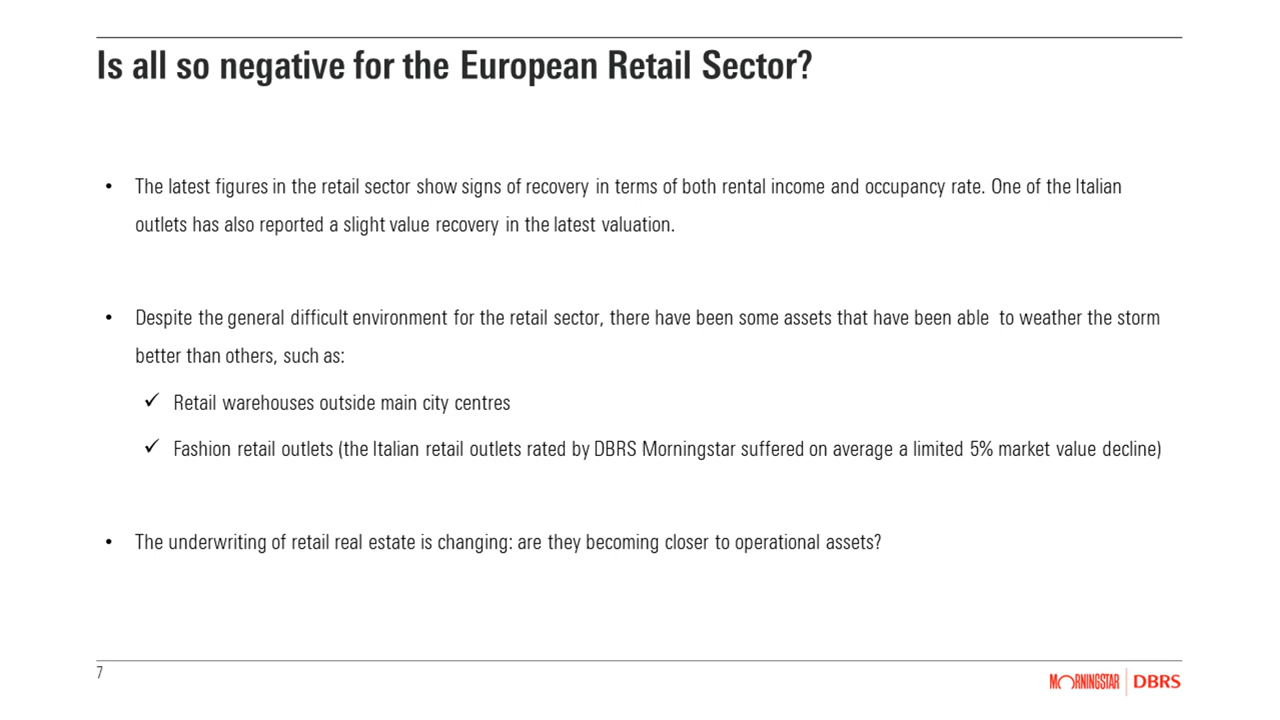 Is all so negative for the European Retail Sector?
• The latest figures in the retail sector show signs of recovery in terms of both rental income and occupancy rate. One of the Italian
outlets has also reported a slight value recovery in the latest valuation.
• Despite the general difficult environment for the retail sector, there have been some assets that have been able  to weather the storm
better than others, such as:
✓ Retail warehouses outside main city centres
✓ Fashion retail outlets (the Italian retail outlets rated by DBRS Morningstar suffered on average a limited 5% market value decline)
• The underwriting of retail real estate is changing: are they becoming closer to operational assets?
7
MORNINGSTAR | DBRS